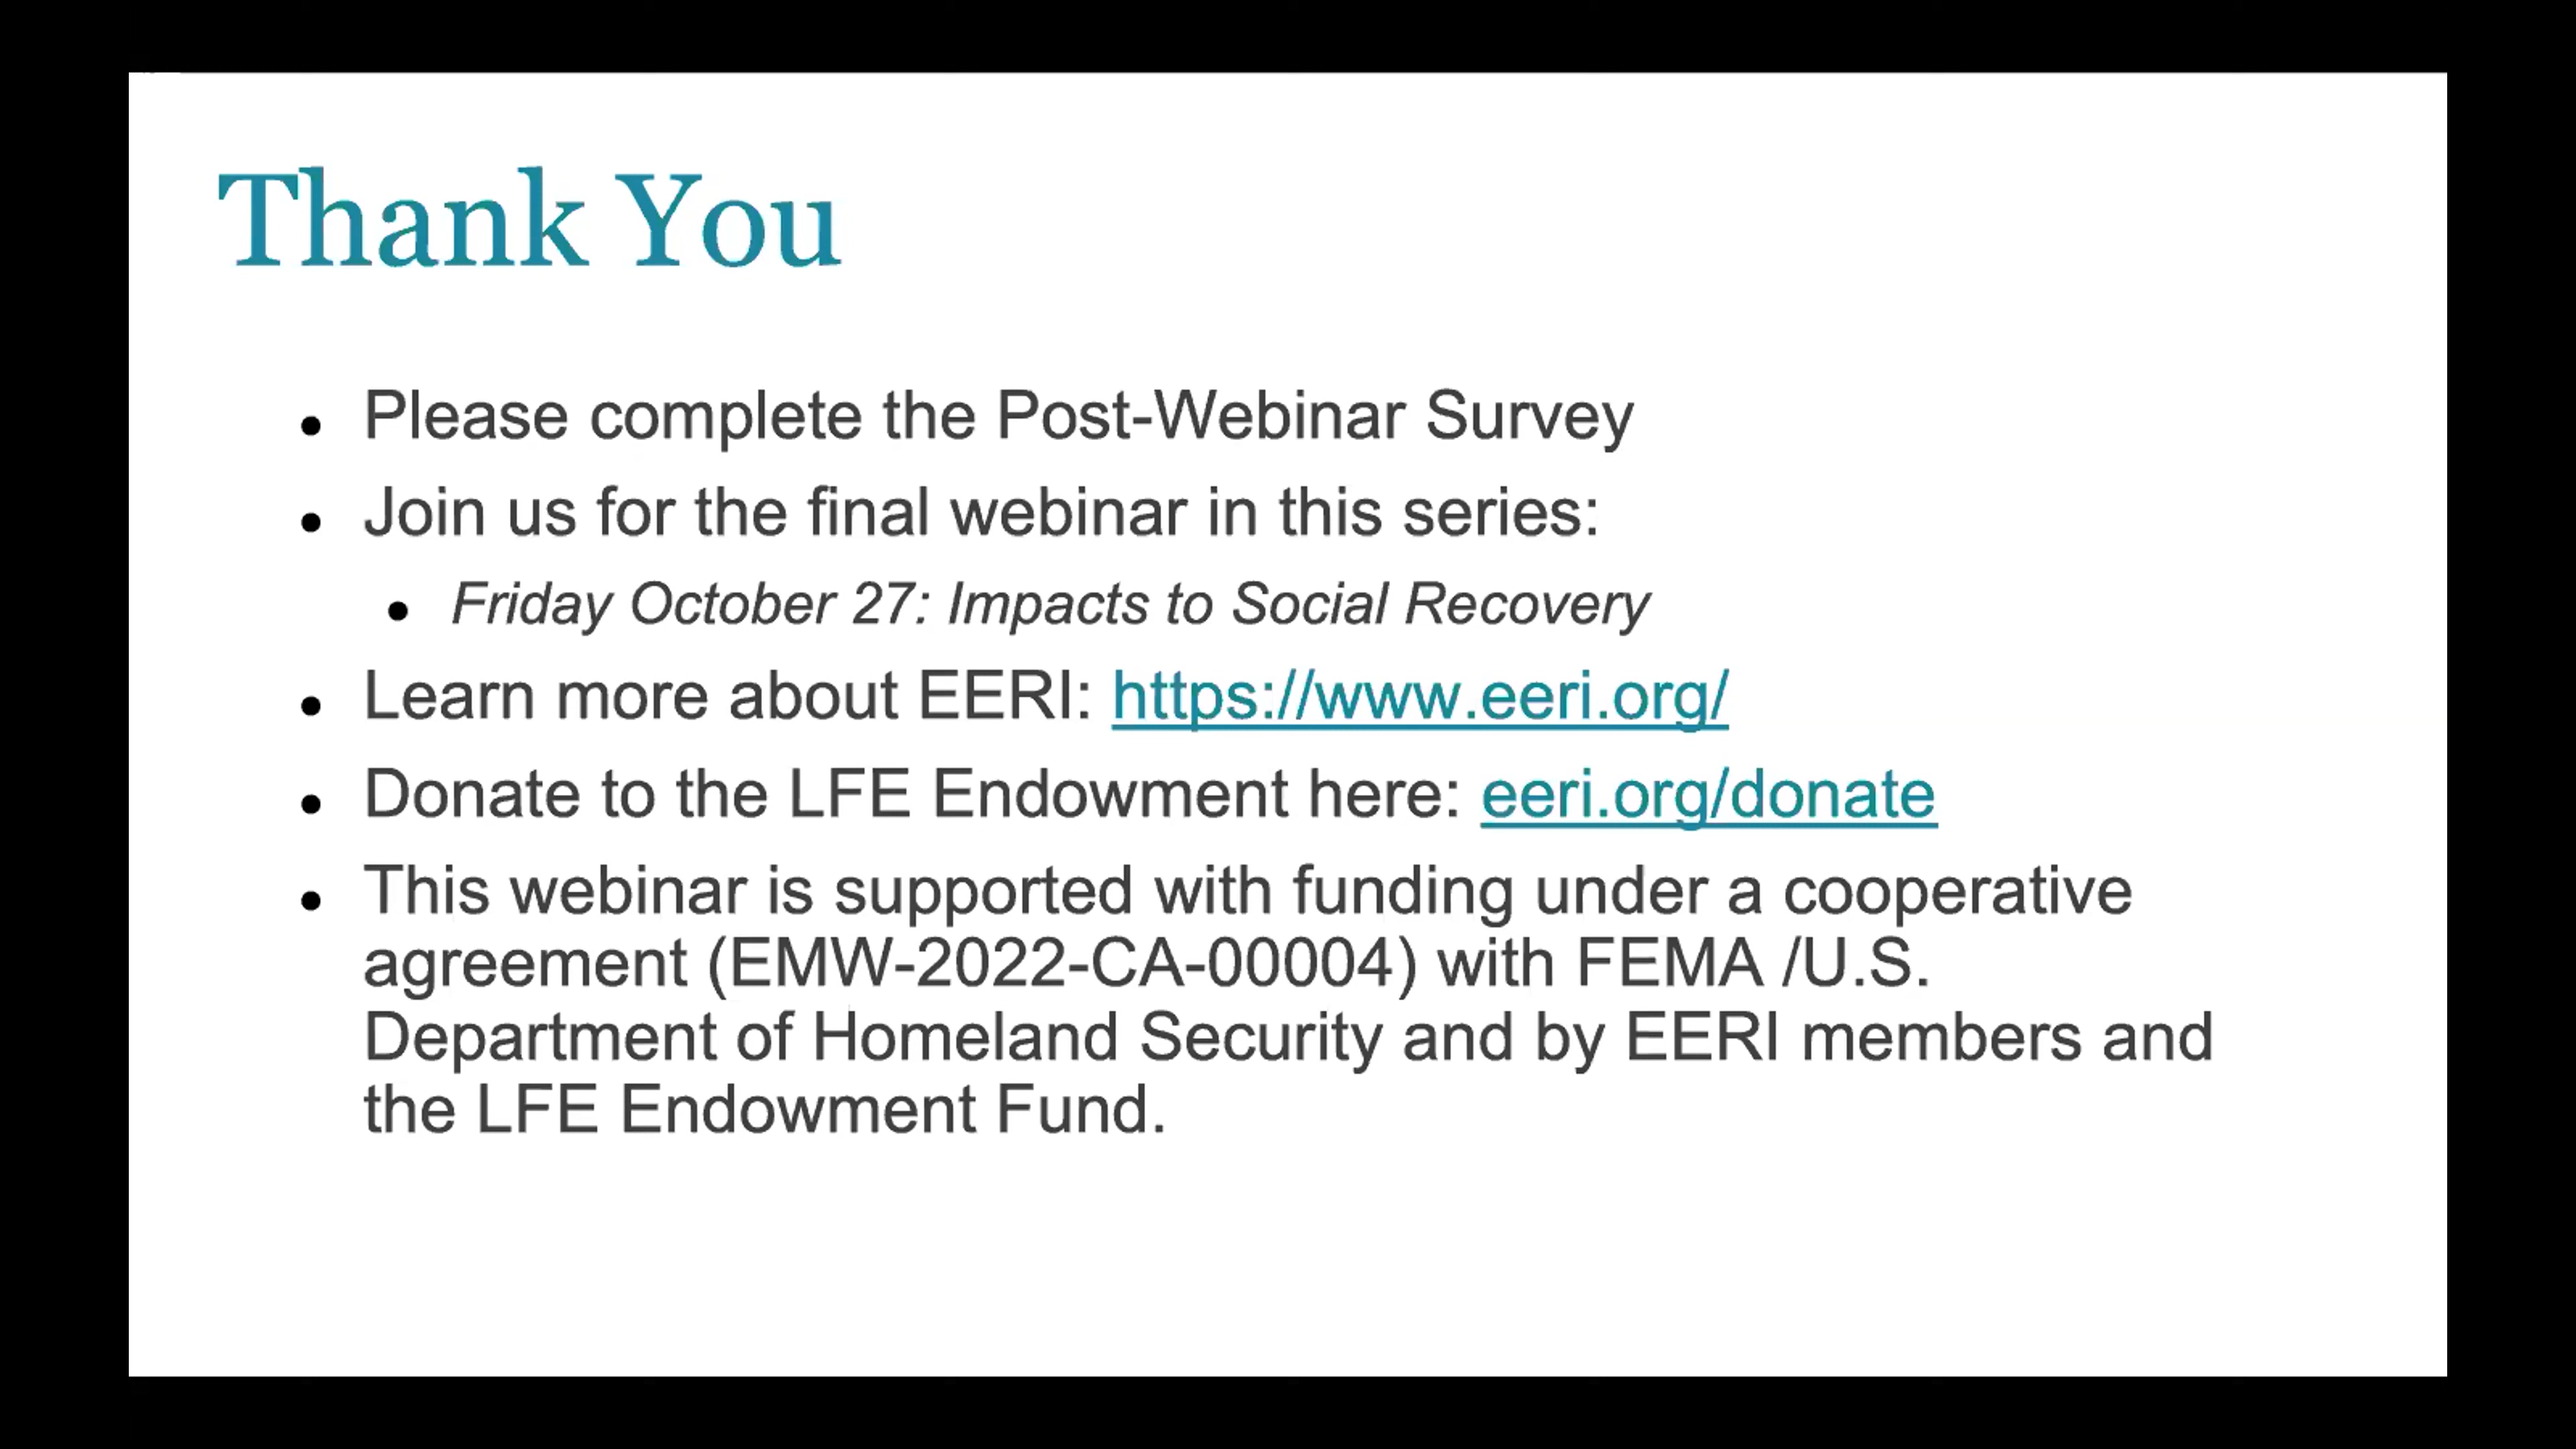 Thank You
• Please complete the Post-Webinar Survey
• Join us for the final webinar in this series:
• Friday October 27: Impacts to Social Recovery
• Learn more about EERI: https://www.eeri.org/
• Donate to the LFE Endowment here: eeri.org/donate
• This webinar is supported with funding under a cooperative
agreement (EMW-2022-CA-00004) with FEMA /U.S.
Department of Homeland Security and by EERI members and
the LFE Endowment Fund.